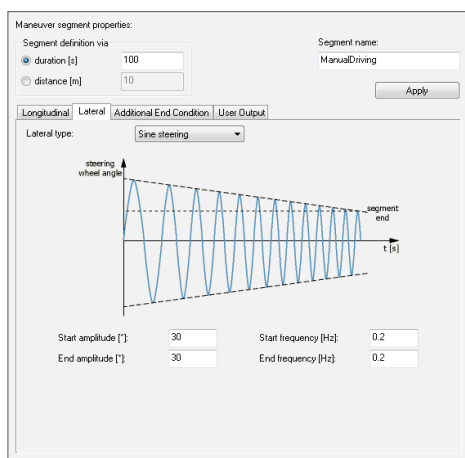 Maneuver segment properties:
Segment definition via
duration [s] 100
distance [m] 10
Segment name:
ManualDriving
Apply
Longitudinal Lateral Additional End Condition User Output
Lateral type: Sine steering
steering
wheel angle
segment
end
t [s]
Start amplitude [°]: 30 Start frequency [Hz]: 0.2
End amplitude [°]: 30 End frequency [Hz]: 0.2